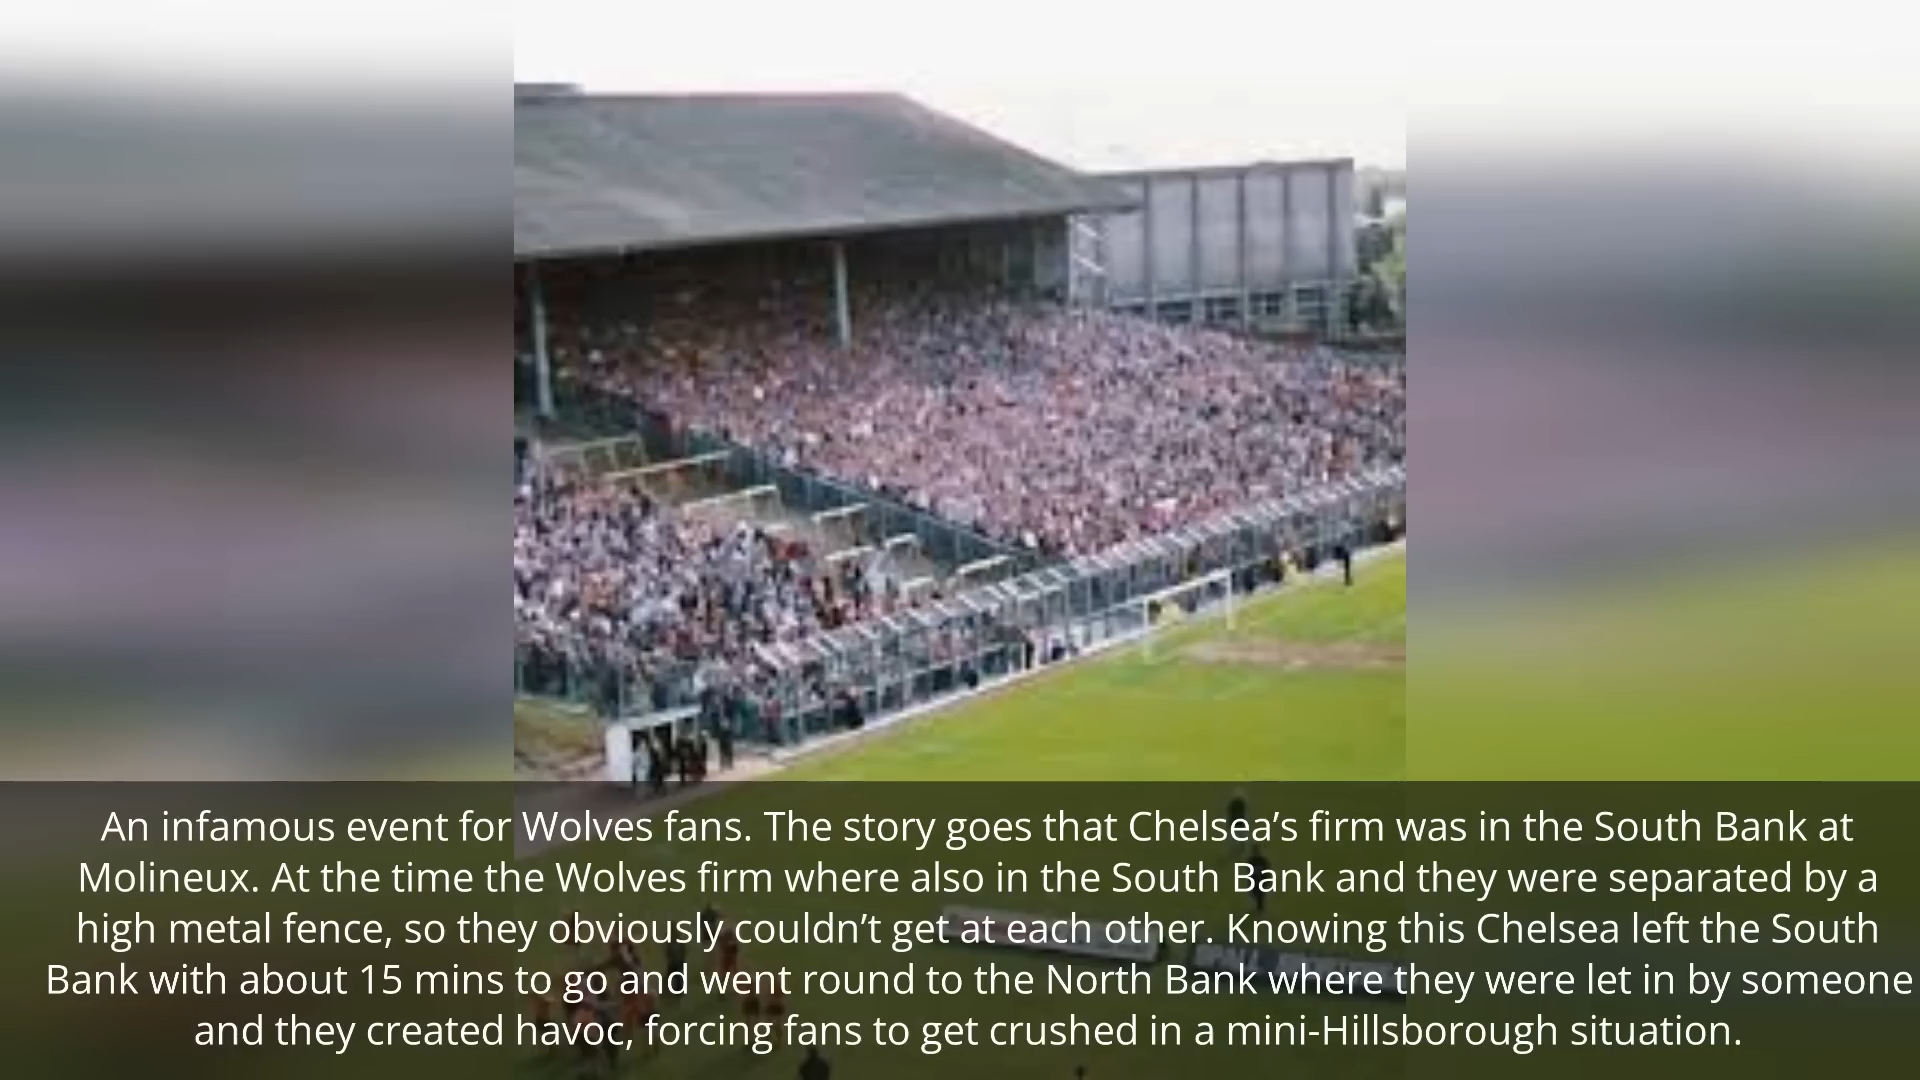 An infamous event for Wolves fans. The story goes that Chelsea’s firm was in the South Bank at
Molineux. At the time the Wolves firm where also in the South Bank and they were separated by a
high metal fence, so they obviously couldn’t get at each other. Knowing this Chelsea left the South
Bank with about 15 mins to go and went round to the North Bank where they were let in by someone
and they created havoc, forcing fans to get crushed in a mini-Hillsborough situation.